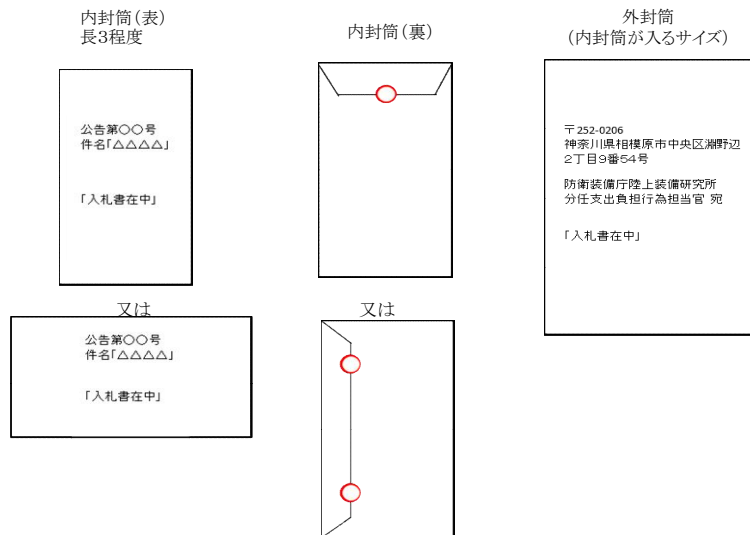 内封筒(表)
長3程度
公告第〇〇号
件名「△△△△」
「入札書在中」
又は
公告第〇〇号
件名「△△△△」
「入札書在中」
内封筒(裏)
又は
外封筒
(内封筒が入るサイズ)
〒252-0206
神奈川県相模原市中央区淵野辺
2丁目9番54号
防衛装備庁陸上装備研究所
分任支出負担行為担当官 宛
「入札書在中」